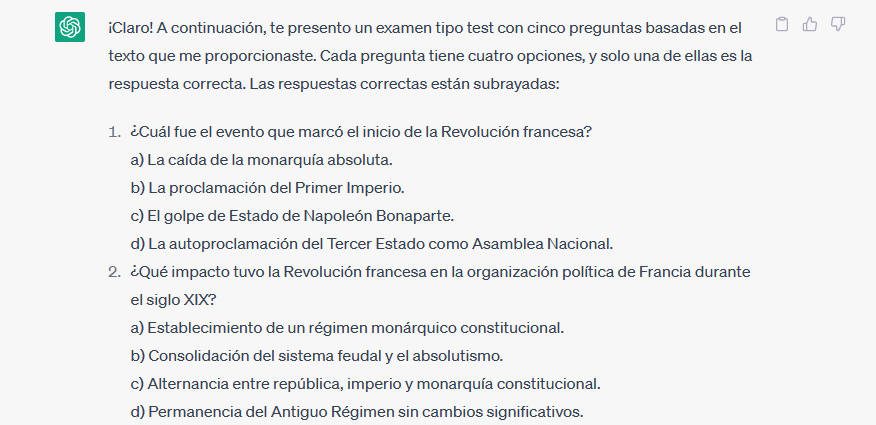 ¡Claro! A continuación, te presento un examen tipo test con cinco preguntas basadas en el
texto que me proporcionaste. Cada pregunta tiene cuatro opciones, y solo una de ellas es la
respuesta correcta. Las respuestas correctas están subrayadas:
1. ¿Cuál fue el evento que marcó el inicio de la Revolución francesa?
a) La caída de la monarquía absoluta.
b) La proclamación del Primer Imperio.
c) El golpe de Estado de Napoleón Bonaparte.
d) La autoproclamación del Tercer Estado como Asamblea Nacional.
2. ¿Qué impacto tuvo la Revolución francesa en la organización política de Francia durante
el siglo XIX?
a) Establecimiento de un régimen monárquico constitucional.
b) Consolidación del sistema feudal y el absolutismo.
c) Alternancia entre república, imperio y monarquía constitucional.
d) Permanencia del Antiguo Régimen sin cambios significativos.